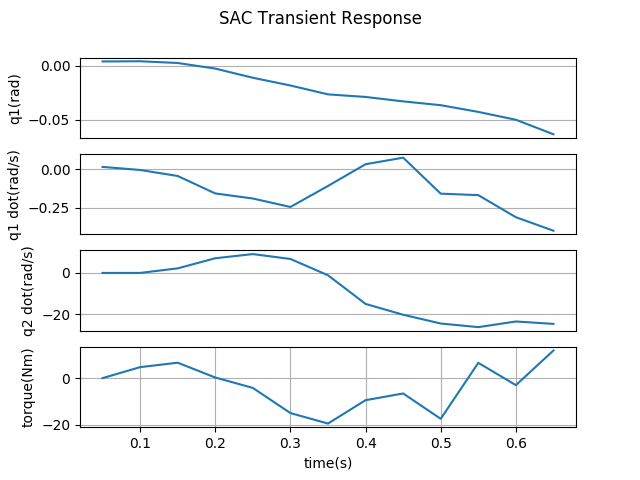 SAC Transient Response
0.00
−0.05
q1(rad)
0.00
−0.25
q1 dot(rad/s)
0
−20
q2 dot(rad/s)
0
−20
torque(Nm)
0.1 0.2 0.3 0.4 0.5 0.6
time(s)